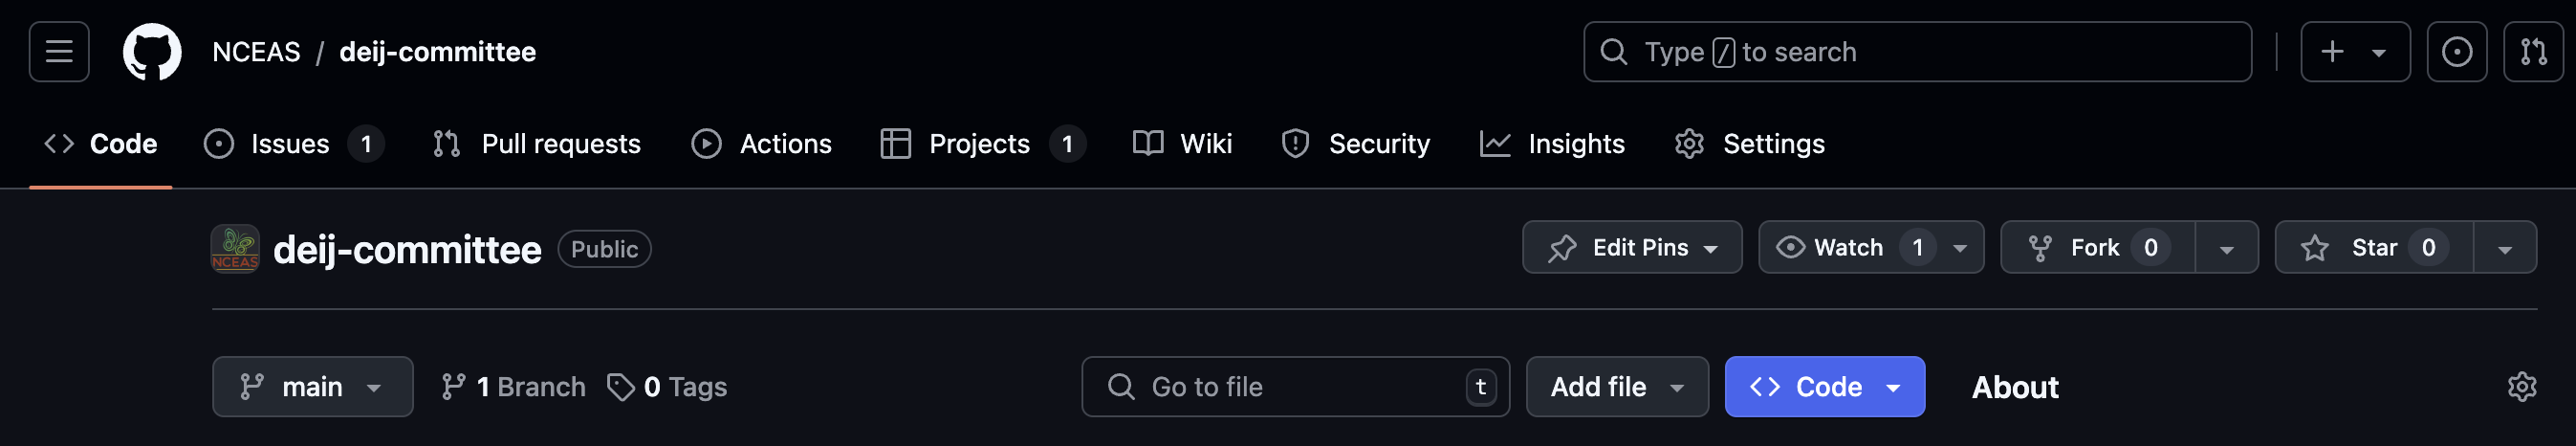 NCEAS / deij-committee Type / to search
Code Issues 1 Pull requests Actions Projects 1 Wiki Security Insights Settings
NCEAS deij-committee Public Edit Pins Watch 1 Fork 0 Star 0
main 1 Branch 0 Tags Go to file t Add file Code About